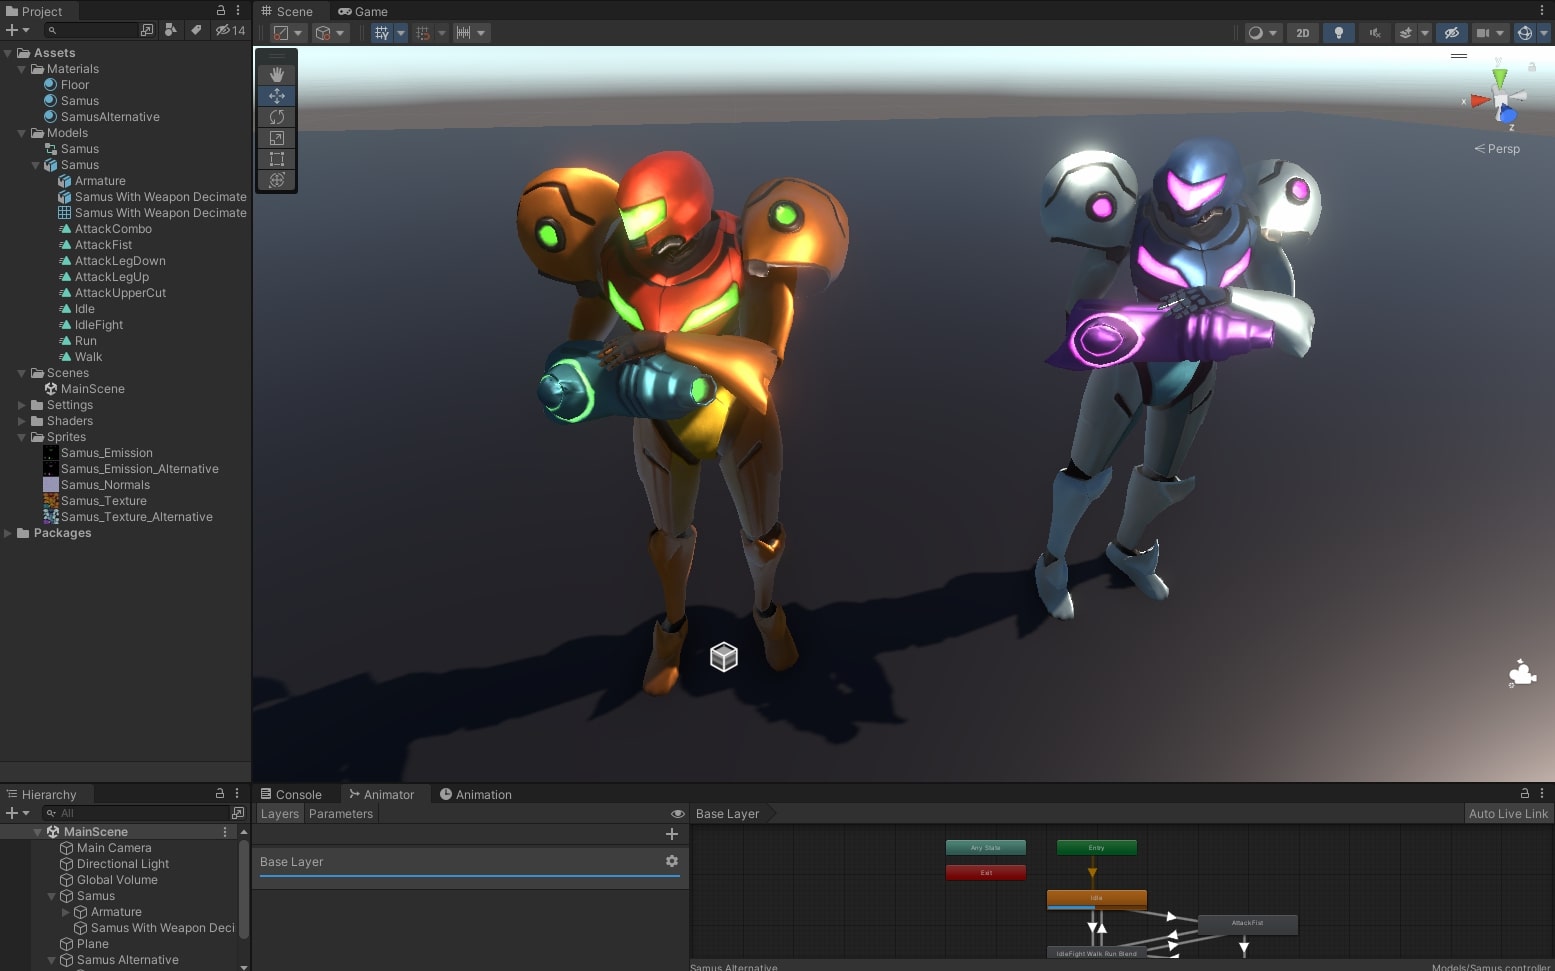 Project
Scene
Game
14
2D
Assets
Materials
Floor
Samus
SamusAlternative
Models
Samus
Samus
Armature
Samus With Weapon Decimate
Samus With Weapon Decimate
AttackCombo
AttackFist
AttackLegDown
AttackLegUp
AttackUpperCut
Idle
IdleFight
Run
Walk
Scenes
MainScene
Settings
Shaders
Sprites
Samus_Emission
Samus_Emission_Alternative
Samus_Normals
Samus_Texture
Samus_Texture_Alternative
Packages
y
x
z
Persp
Hierarchy
All
MainScene
Main Camera
Directional Light
Global Volume
Samus
Armature
Samus With Weapon Deci
Plane
Samus Alternative
Console
Animator
Animation
Layers
Parameters
Base Layer
Auto Live Link
Base Layer
Any State
Entry
Exit
Idle
AttackFist
IdleFight Walk Run Blend
Samus Alternative
Models/Samus.controller